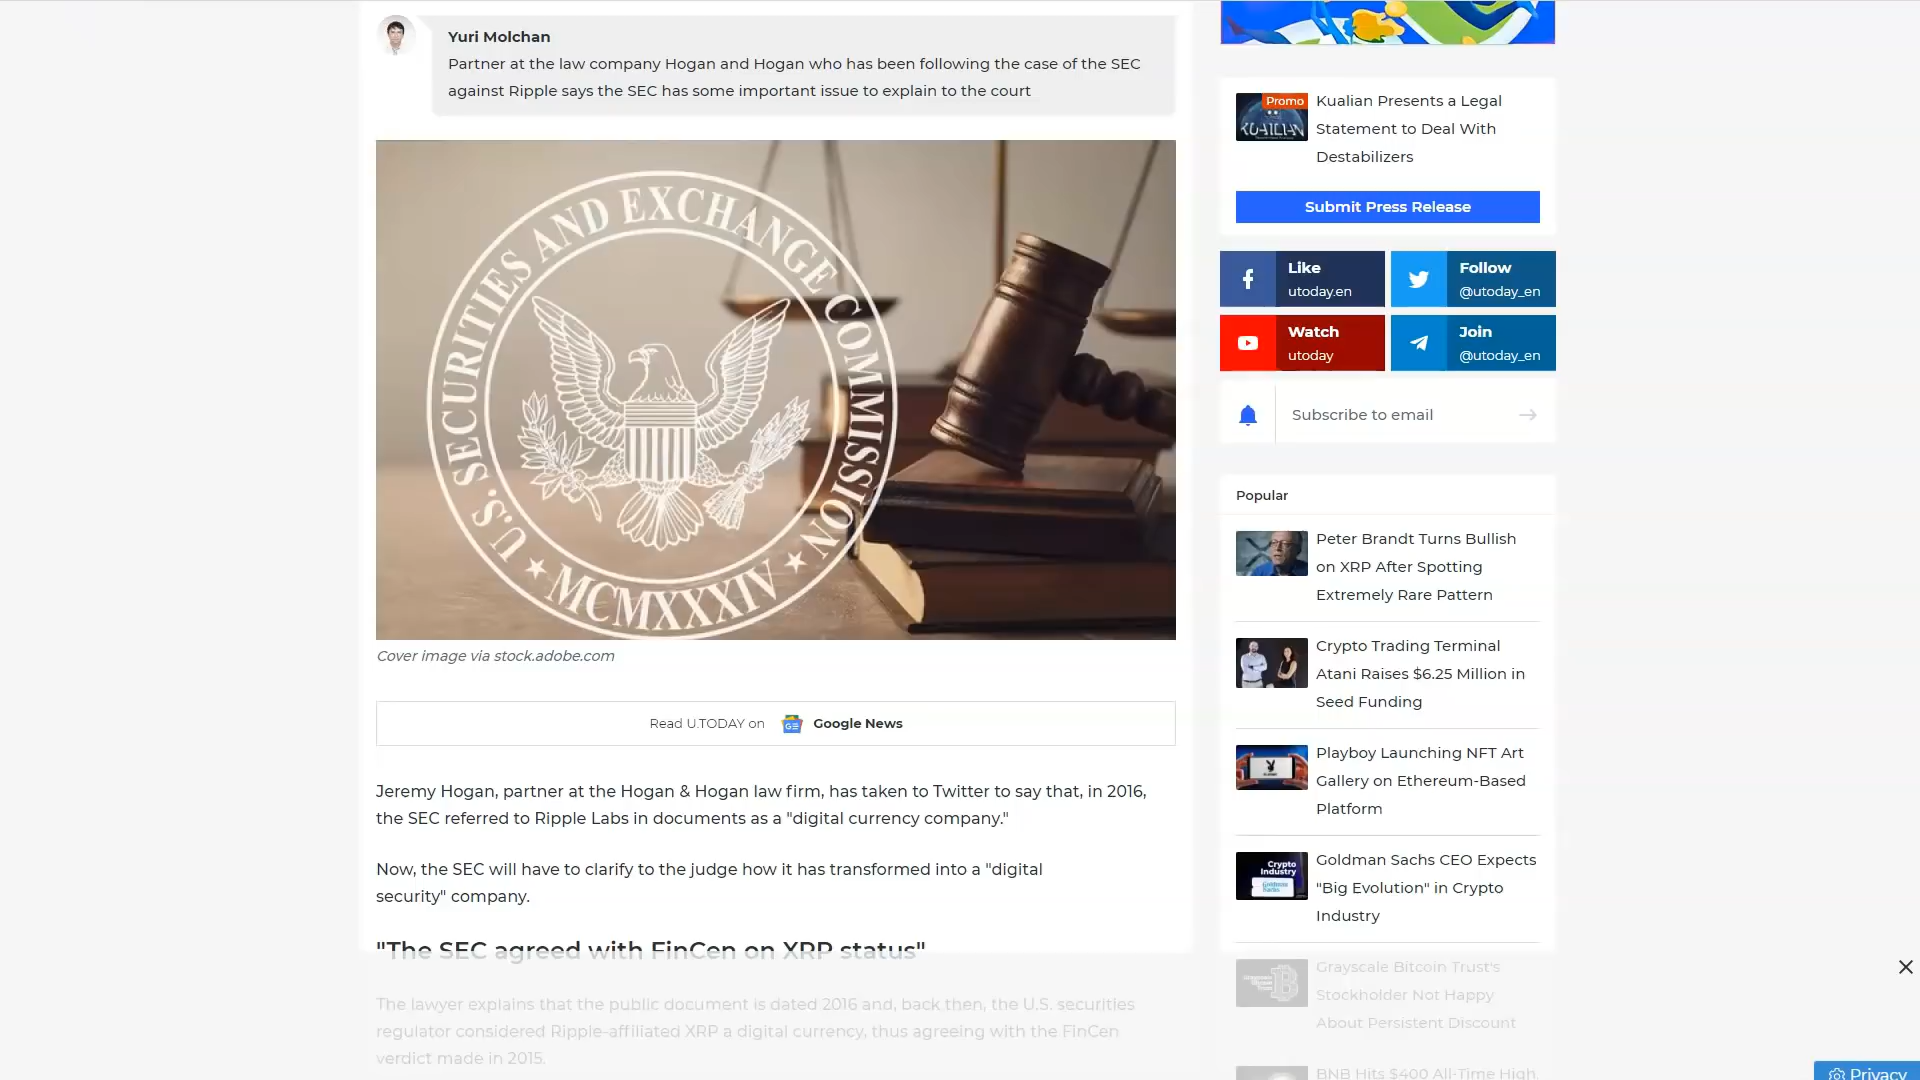 Yuri Molchan
Partner at the law company Hogan and Hogan who has been following the case of the SEC
against Ripple says the SEC has some important issue to explain to the court
U.S. SECURITIES AND EXCHANGE COMMISSION
MCMXXXIV
Cover image via stock.adobe.com
Read U.TODAY on Google News
Jeremy Hogan, partner at the Hogan & Hogan law firm, has taken to Twitter to say that, in 2016,
the SEC referred to Ripple Labs in documents as a "digital currency company."
Now, the SEC will have to clarify to the judge how it has transformed into a "digital
security" company.
"The SEC agreed with FinCen on XRP status"
The lawyer explains that the public document is dated 2016 and, back then, the U.S. securities
regulator considered Ripple-affiliated XRP a digital currency, thus agreeing with the FinCen
verdict made in 2015.
Promo
KUALIAN
Kualian Presents a Legal
Statement to Deal With
Destabilizers
Submit Press Release
Like
utoday.en
Follow
@utoday_en
Watch
utoday
Join
@utoday_en
Subscribe to email
Popular
Peter Brandt Turns Bullish
on XRP After Spotting
Extremely Rare Pattern
Crypto Trading Terminal
Atani Raises $6.25 Million in
Seed Funding
Playboy Launching NFT Art
Gallery on Ethereum-Based
Platform
Crypto
Industry
Goldman
Sachs
Goldman Sachs CEO Expects
"Big Evolution" in Crypto
Industry
Grayscale Bitcoin Trust's
Stockholder Not Happy
About Persistent Discount
BNB Hits $400 All-Time High,
Privacy